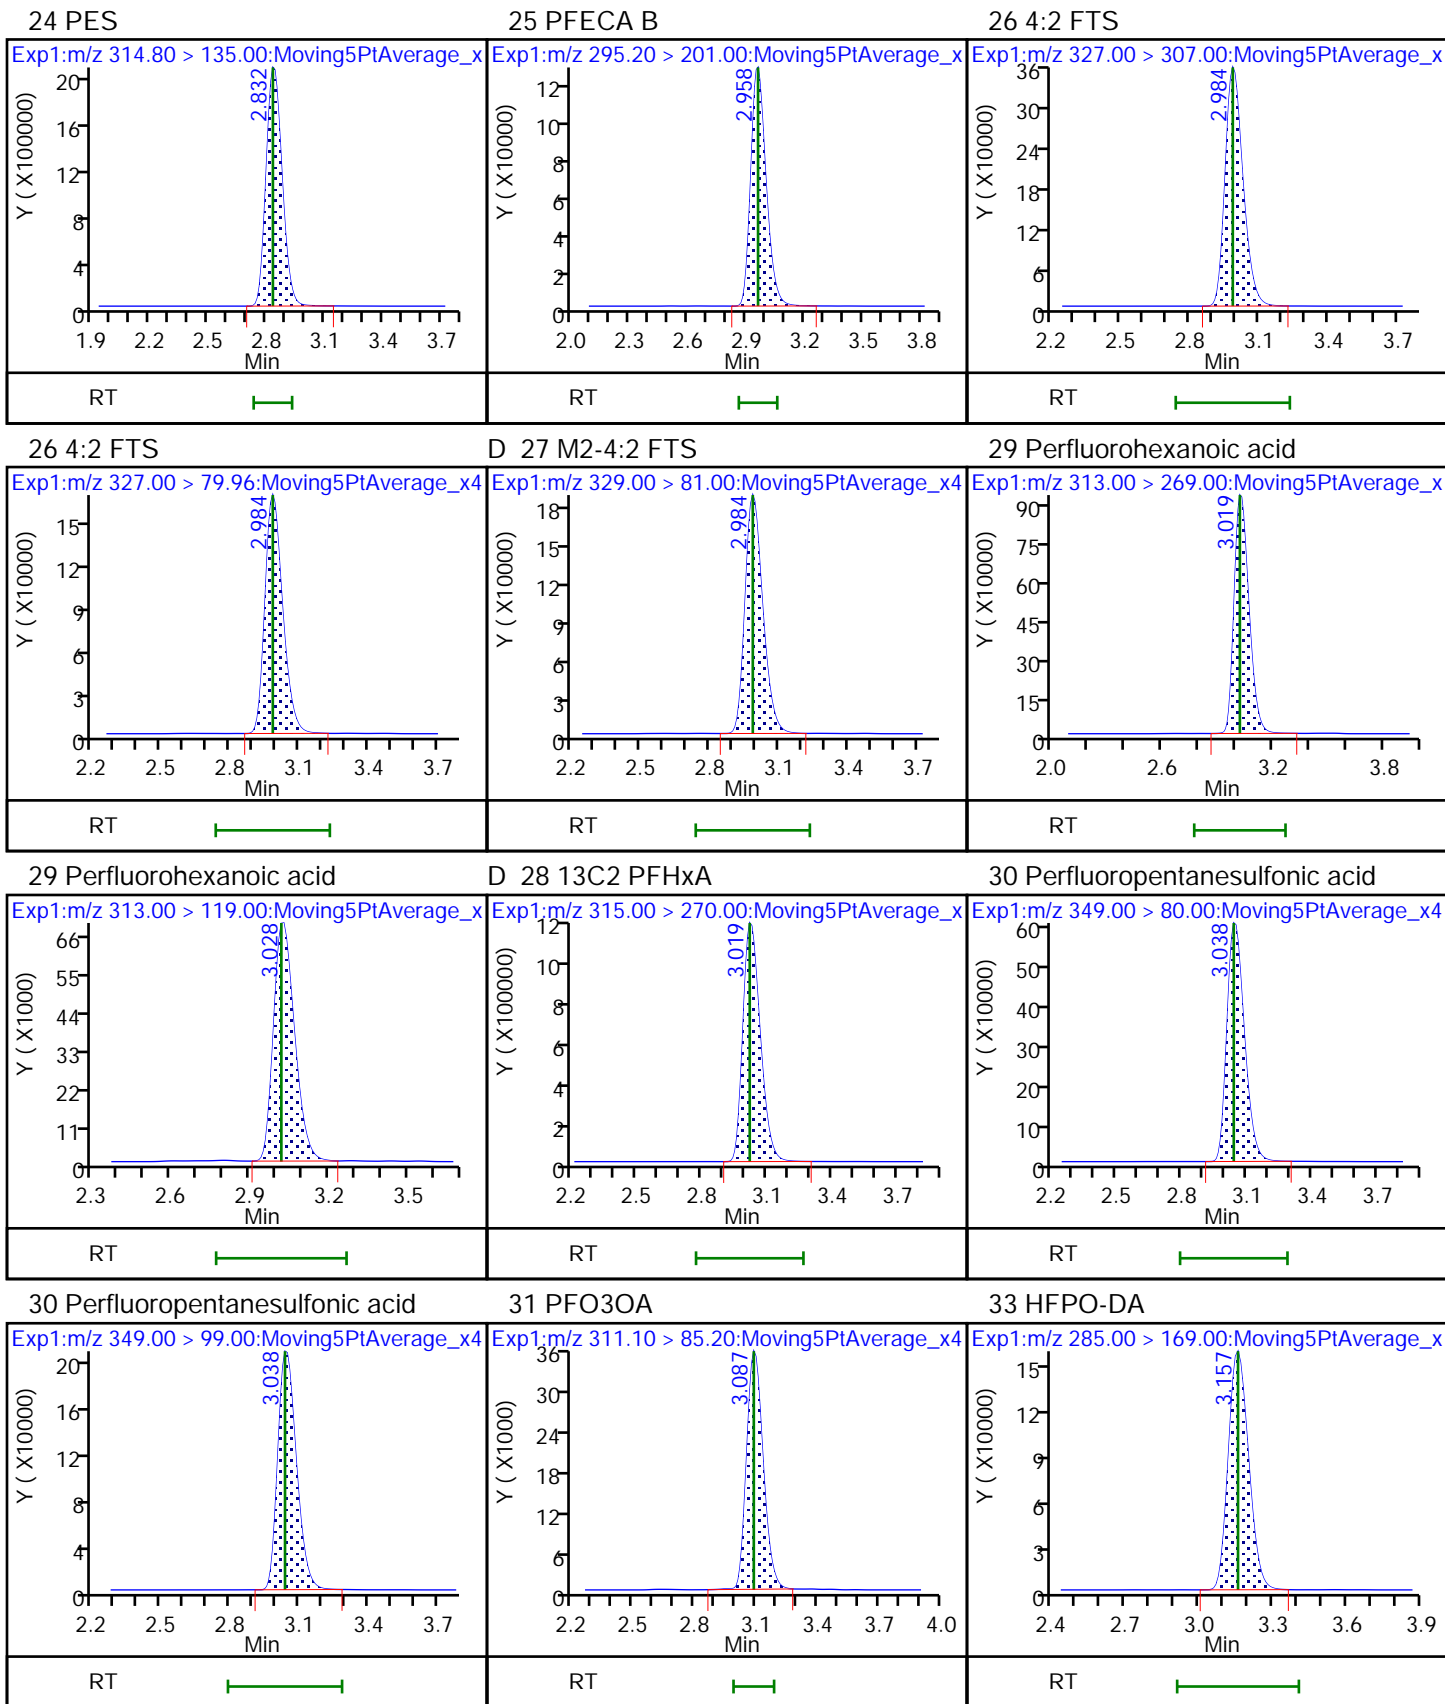 24 PES
Exp1:m/z 314.80 > 135.00:Moving5PtAverage_x
Y ( X100000)
20
16
12
8
4
0
2.832
1.9 2.2 2.5 2.8 3.1 3.4 3.7
Min
RT
25 PFECA B
Exp1:m/z 295.20 > 201.00:Moving5PtAverage_x
Y ( X100000)
12
10
8
6
4
2
0
2.958
2.0 2.3 2.6 2.9 3.2 3.5 3.8
Min
RT
26 4:2 FTS
Exp1:m/z 327.00 > 307.00:Moving5PtAverage_x
Y ( X10000)
36
30
24
18
12
6
0
2.984
2.2 2.5 2.8 3.1 3.4 3.7
Min
RT
26 4:2 FTS
Exp1:m/z 327.00 > 79.96:Moving5PtAverage_x4
Y ( X10000)
15
12
9
6
3
0
2.984
2.2 2.5 2.8 3.1 3.4 3.7
Min
RT
D 27 M2-4:2 FTS
Exp1:m/z 329.00 > 81.00:Moving5PtAverage_x4
Y ( X10000)
18
15
12
9
6
3
0
2.984
2.2 2.5 2.8 3.1 3.4 3.7
Min
RT
29 Perfluorohexanoic acid
Exp1:m/z 313.00 > 269.00:Moving5PtAverage_x
Y ( X10000)
90
75
60
45
30
15
0
3.019
2.0 2.6 3.2 3.8
Min
RT
29 Perfluorohexanoic acid
Exp1:m/z 313.00 > 119.00:Moving5PtAverage_x
Y ( X1000)
66
55
44
33
22
11
0
3.028
2.3 2.6 2.9 3.2 3.5
Min
RT
D 28 13C2 PFHxA
Exp1:m/z 315.00 > 270.00:Moving5PtAverage_x
Y ( X100000)
12
10
8
6
4
2
0
3.019
2.2 2.5 2.8 3.1 3.4 3.7
Min
RT
30 Perfluoropentanesulfonic acid
Exp1:m/z 349.00 > 80.00:Moving5PtAverage_x4
Y ( X10000)
60
50
40
30
20
10
0
3.038
2.2 2.5 2.8 3.1 3.4 3.7
Min
RT
30 Perfluoropentanesulfonic acid
Exp1:m/z 349.00 > 99.00:Moving5PtAverage_x4
Y ( X10000)
20
16
12
8
4
0
3.038
2.2 2.5 2.8 3.1 3.4 3.7
Min
RT
31 PFO3OA
Exp1:m/z 311.10 > 85.20:Moving5PtAverage_x4
Y ( X1000)
36
30
24
18
12
6
0
3.087
2.2 2.5 2.8 3.1 3.4 3.7 4.0
Min
RT
33 HFPO-DA
Exp1:m/z 285.00 > 169.00:Moving5PtAverage_x
Y ( X10000)
15
12
9
6
3
0
3.157
2.4 2.7 3.0 3.3 3.6 3.9
Min
RT